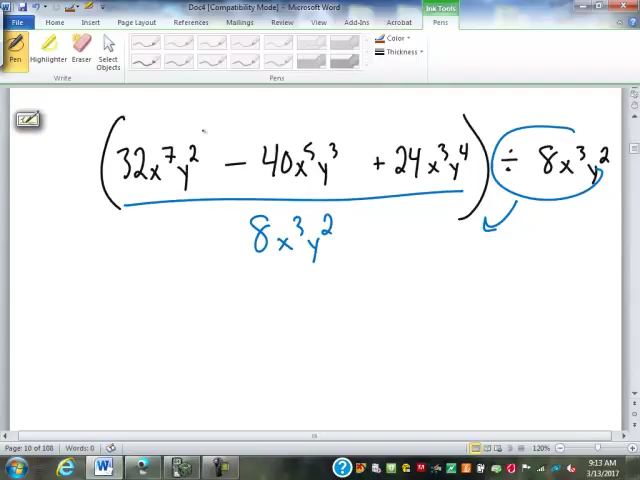 Doc4 [Compatibility Mode] - Word
Ink Tools
File Home Insert Page Layout References Mailings Review View Add-Ins Acrobat Pens
Pen Highlighter Eraser Select Objects
Color
Thickness
Write Pens
(32x⁷y² − 40x⁵y³ + 24x³y⁴) ÷ 8x³y²
8x³y²
Page 10 of 108 Words: 0 120%
9:13 AM
3/13/2017